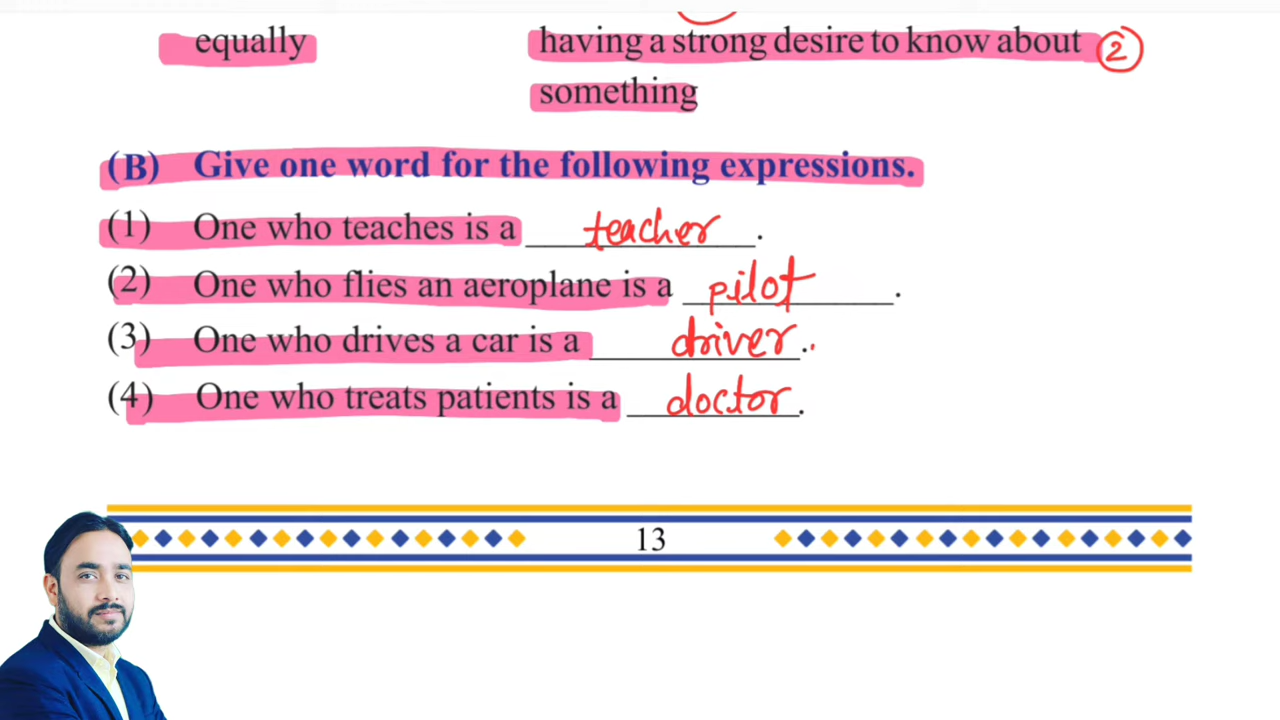 equally having a strong desire to know about 2
something
(B) Give one word for the following expressions.
(1) One who teaches is a teacher.
(2) One who flies an aeroplane is a pilot.
(3) One who drives a car is a driver..
(4) One who treats patients is a doctor.
13